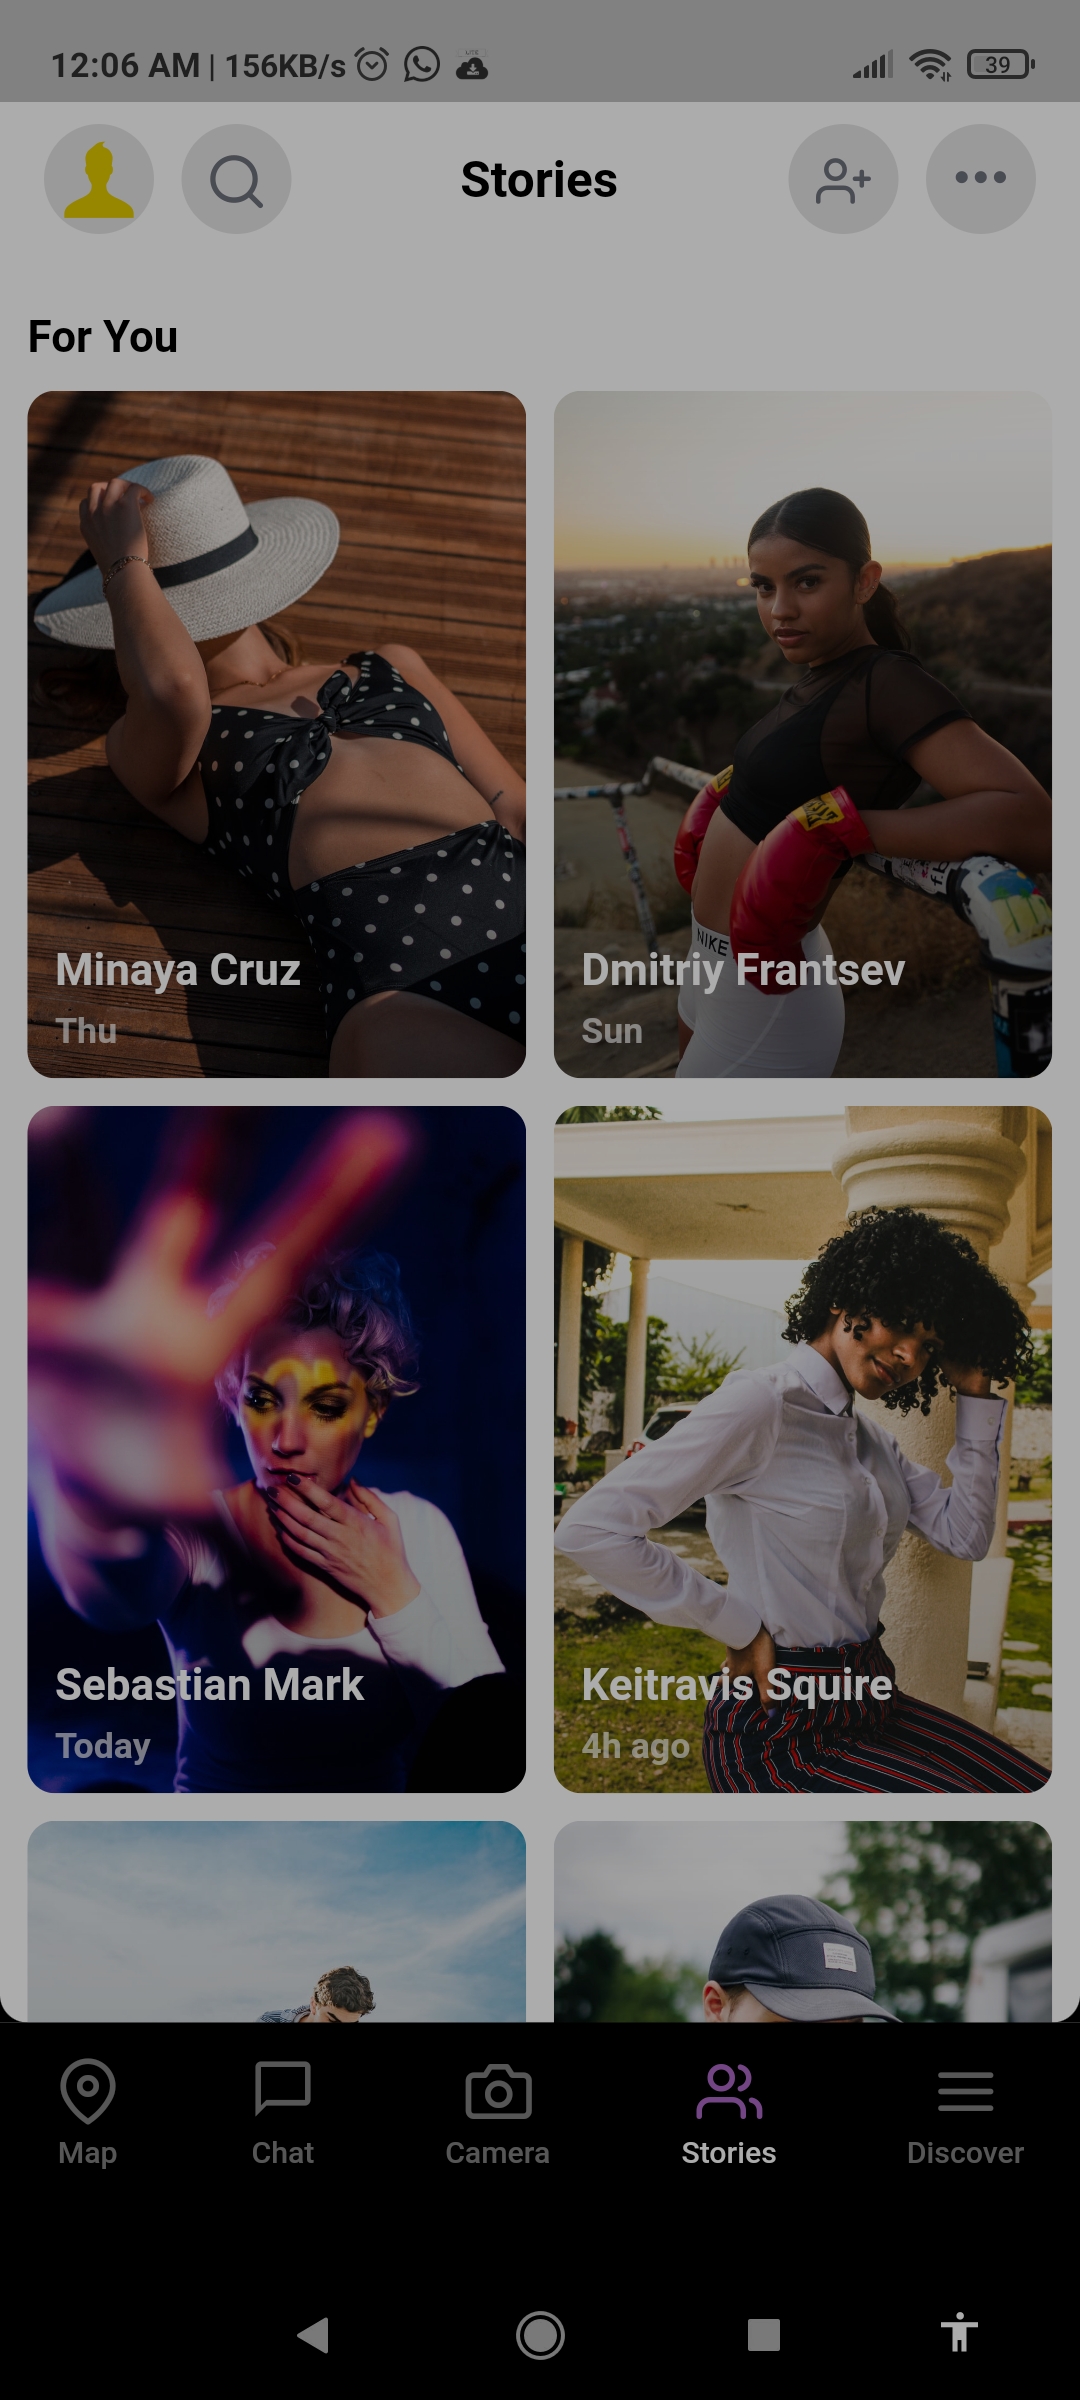 12:06 AM | 156KB/s
39
Stories
For You
NIKE
Minaya Cruz
Thu
Dmitriy Frantsev
Sun
Sebastian Mark
Today
Keitravis Squire
4h ago
Map
Chat
Camera
Stories
Discover